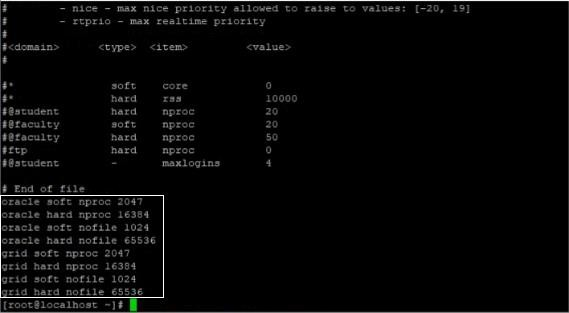 #        - nice - max nice priority allowed to raise to values: [-20, 19]
#        - rtprio - max realtime priority
#
#<domain>      <type>  <item>         <value>
#

#*               soft    core            0
#*               hard    rss             10000
#@student        hard    nproc           20
#@faculty        soft    nproc           20
#@faculty        hard    nproc           50
#ftp             hard    nproc           0
#@student        -       maxlogins       4

# End of file
oracle soft nproc 2047
oracle hard nproc 16384
oracle soft nofile 1024
oracle hard nofile 65536
grid soft nproc 2047
grid hard nproc 16384
grid soft nofile 1024
grid hard nofile 65536
[root@localhost ~]#